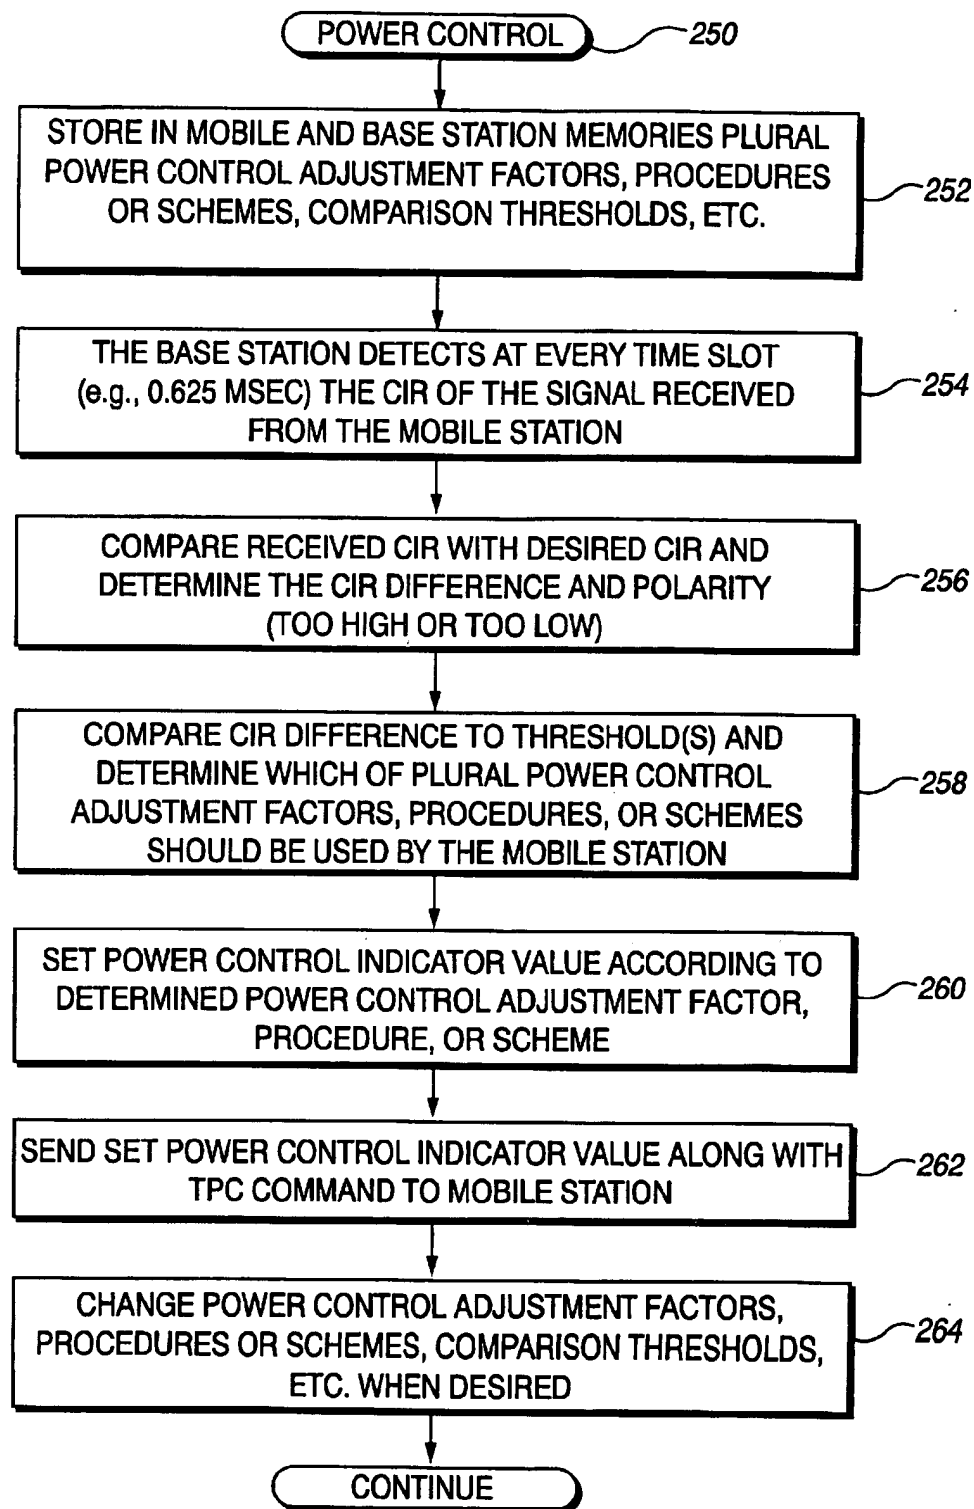 POWER CONTROL
250
STORE IN MOBILE AND BASE STATION MEMORIES PLURAL
POWER CONTROL ADJUSTMENT FACTORS, PROCEDURES
OR SCHEMES, COMPARISON THRESHOLDS, ETC.
252
THE BASE STATION DETECTS AT EVERY TIME SLOT
(e.g., 0.625 MSEC) THE CIR OF THE SIGNAL RECEIVED
FROM THE MOBILE STATION
254
COMPARE RECEIVED CIR WITH DESIRED CIR AND
DETERMINE THE CIR DIFFERENCE AND POLARITY
(TOO HIGH OR TOO LOW)
256
COMPARE CIR DIFFERENCE TO THRESHOLD(S) AND
DETERMINE WHICH OF PLURAL POWER CONTROL
ADJUSTMENT FACTORS, PROCEDURES, OR SCHEMES
SHOULD BE USED BY THE MOBILE STATION
258
SET POWER CONTROL INDICATOR VALUE ACCORDING TO
DETERMINED POWER CONTROL ADJUSTMENT FACTOR,
PROCEDURE, OR SCHEME
260
SEND SET POWER CONTROL INDICATOR VALUE ALONG WITH
TPC COMMAND TO MOBILE STATION
262
CHANGE POWER CONTROL ADJUSTMENT FACTORS,
PROCEDURES OR SCHEMES, COMPARISON THRESHOLDS,
ETC. WHEN DESIRED
264
CONTINUE